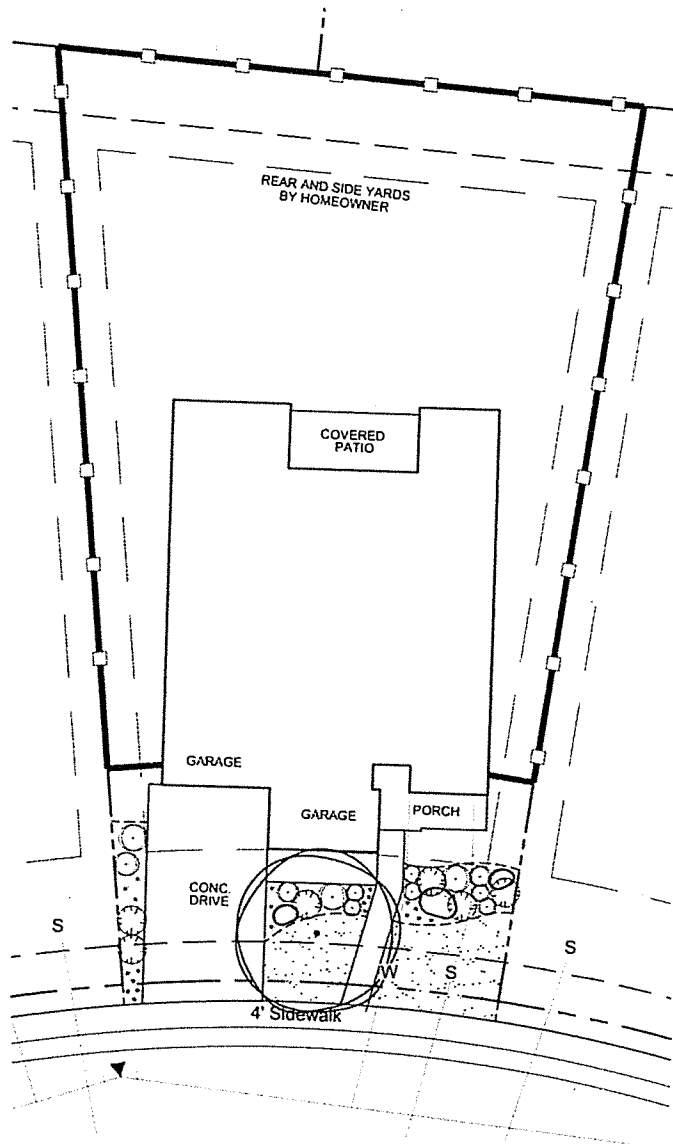 REAR AND SIDE YARDS
BY HOMEOWNER
COVERED
PATIO
GARAGE
GARAGE
PORCH
CONC.
DRIVE
S
W
S
S
4' Sidewalk